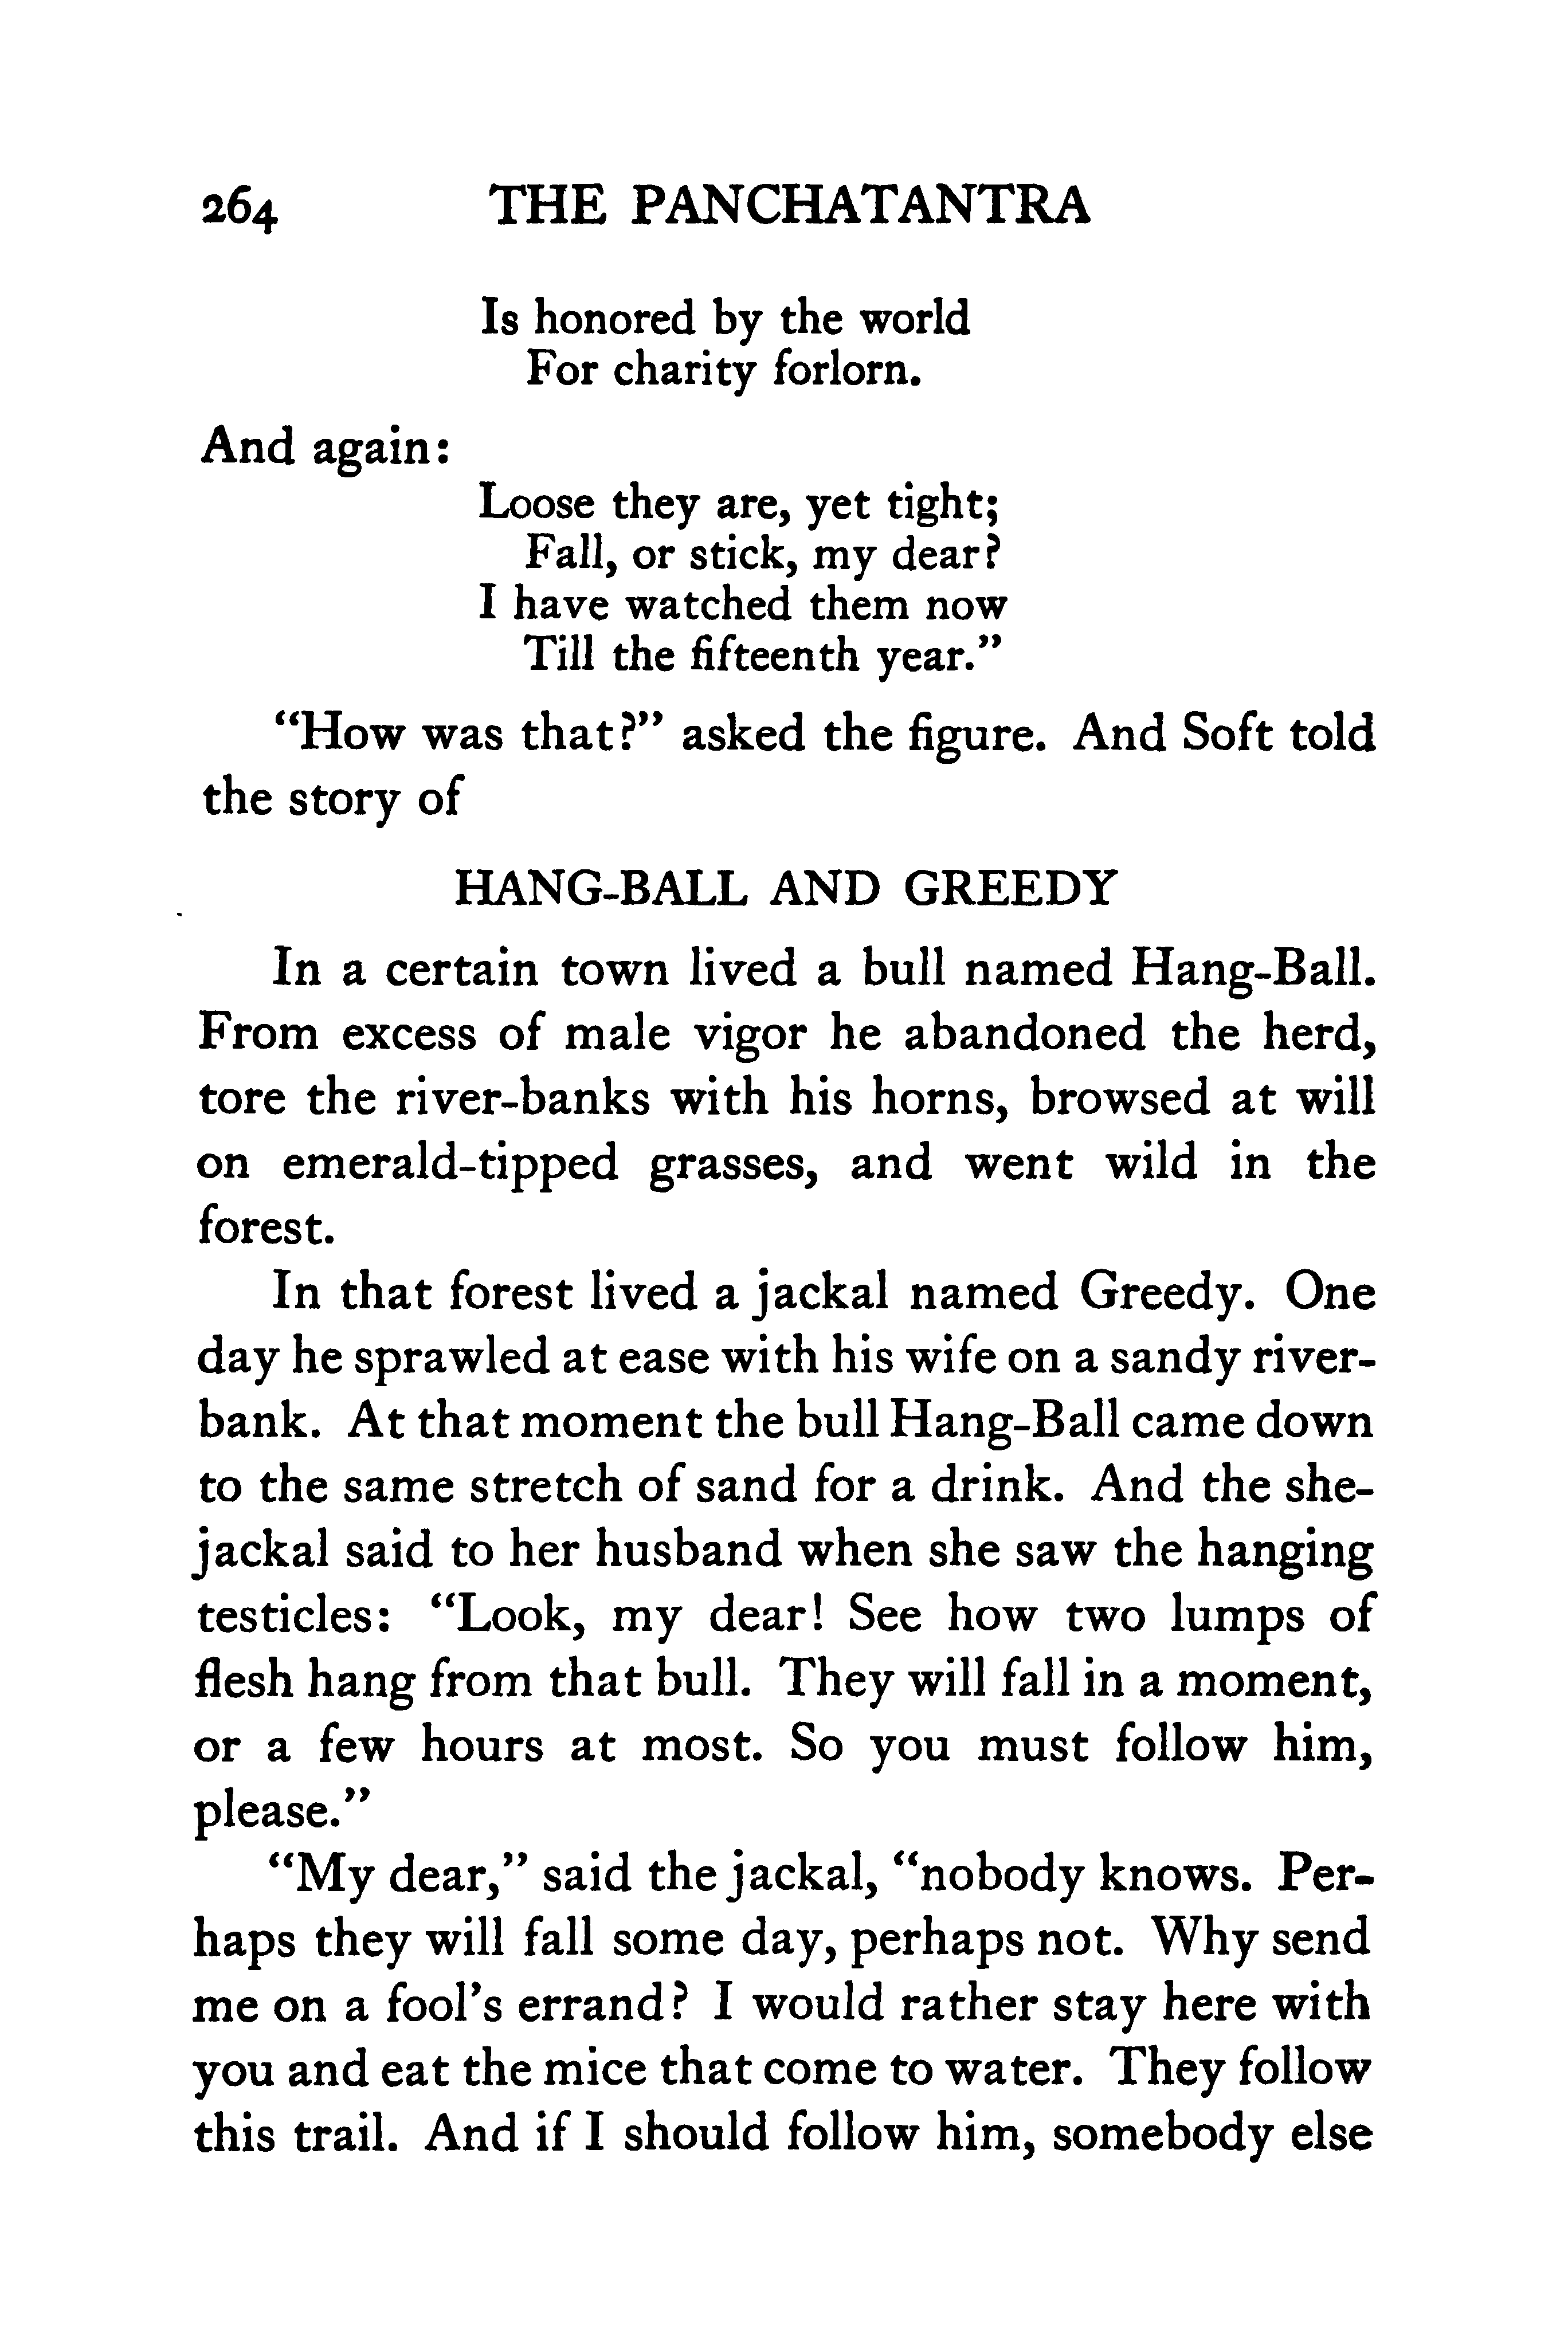 264 THE PANCHATANTRA
Is honored by the world
For charity forlorn.
And again:
Loose they are, yet tight;
Fall, or stick, my dear?
I have watched them now
Till the fifteenth year.”
“How was that?” asked the figure. And Soft told
the story of
HANG-BALL AND GREEDY
In a certain town lived a bull named Hang-Ball.
From excess of male vigor he abandoned the herd,
tore the river-banks with his horns, browsed at will
on emerald-tipped grasses, and went wild in the
forest.
In that forest lived a jackal named Greedy. One
day he sprawled at ease with his wife on a sandy river-
bank. At that moment the bull Hang-Ball came down
to the same stretch of sand for a drink. And the she-
jackal said to her husband when she saw the hanging
testicles: “Look, my dear! See how two lumps of
flesh hang from that bull. They will fall in a moment,
or a few hours at most. So you must follow him,
please.”
“My dear,” said the jackal, “nobody knows. Per-
haps they will fall some day, perhaps not. Why send
me on a fool’s errand? I would rather stay here with
you and eat the mice that come to water. They follow
this trail. And if I should follow him, somebody else